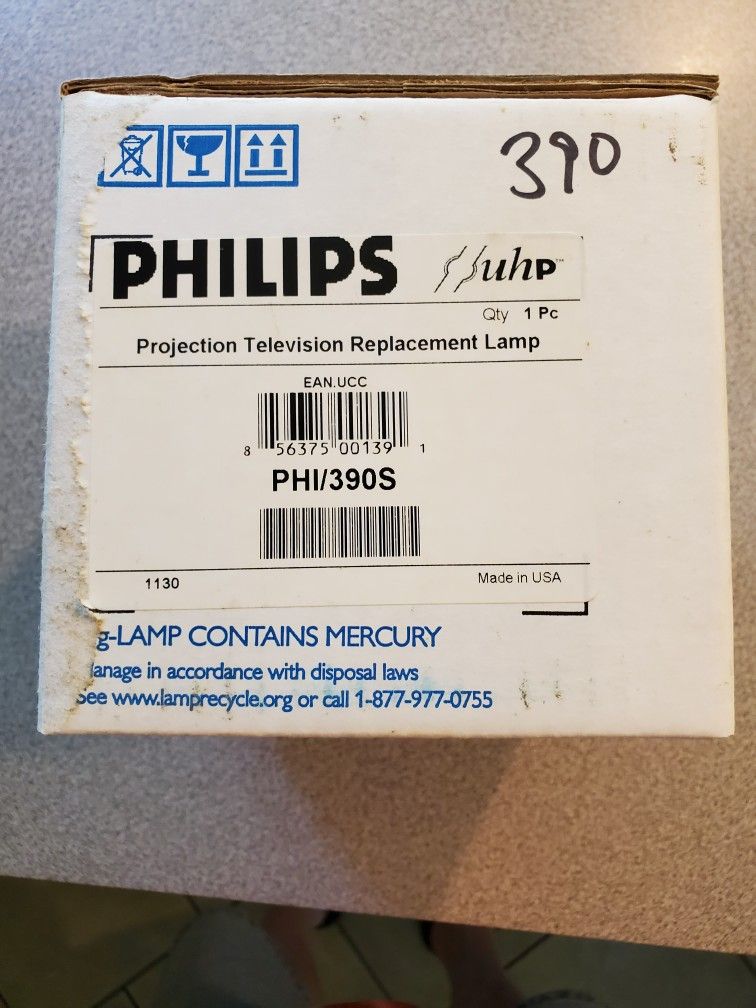 390
PHILIPS uhP™
Qty 1 Pc
Projection Television Replacement Lamp
EAN.UCC
8 56375 00139 1
PHI/390S
1130 Made in USA
g-LAMP CONTAINS MERCURY
anage in accordance with disposal laws
See www.lamprecycle.org or call 1-877-977-0755